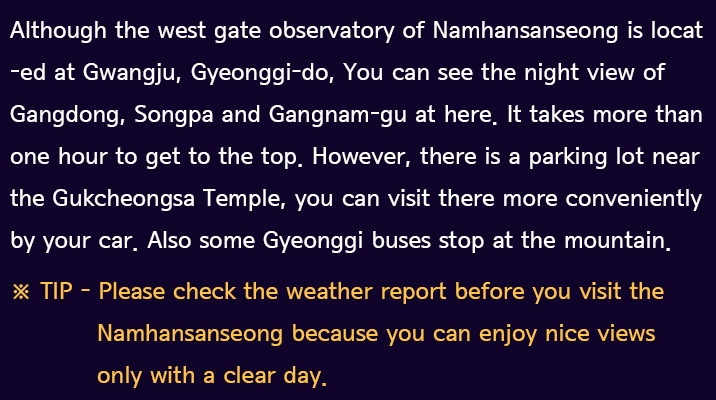 Although the west gate observatory of Namhansanseong is locat
-ed at Gwangju, Gyeonggi-do, You can see the night view of
Gangdong, Songpa and Gangnam-gu at here. It takes more than
one hour to get to the top. However, there is a parking lot near
the Gukcheongsa Temple, you can visit there more conveniently
by your car. Also some Gyeonggi buses stop at the mountain.
※ TIP - Please check the weather report before you visit the
Namhansanseong because you can enjoy nice views
only with a clear day.